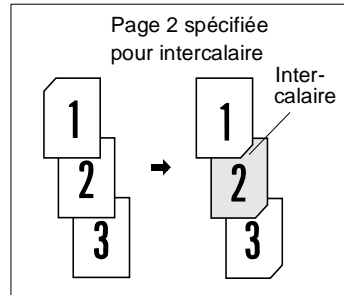 Page 2 spécifiée
pour intercalaire
Inter-
calaire
1
2
3
1
2
3